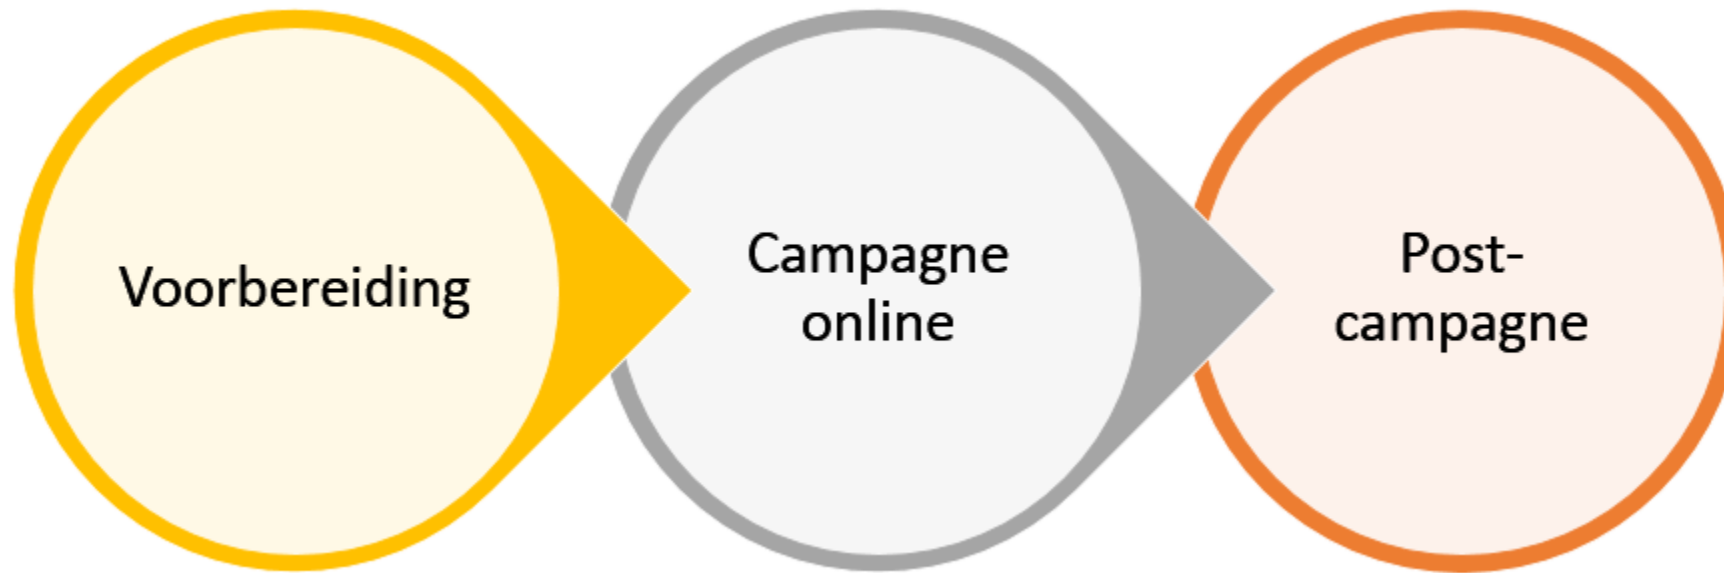 Voorbereiding
Campagne
online
Post-
campagne